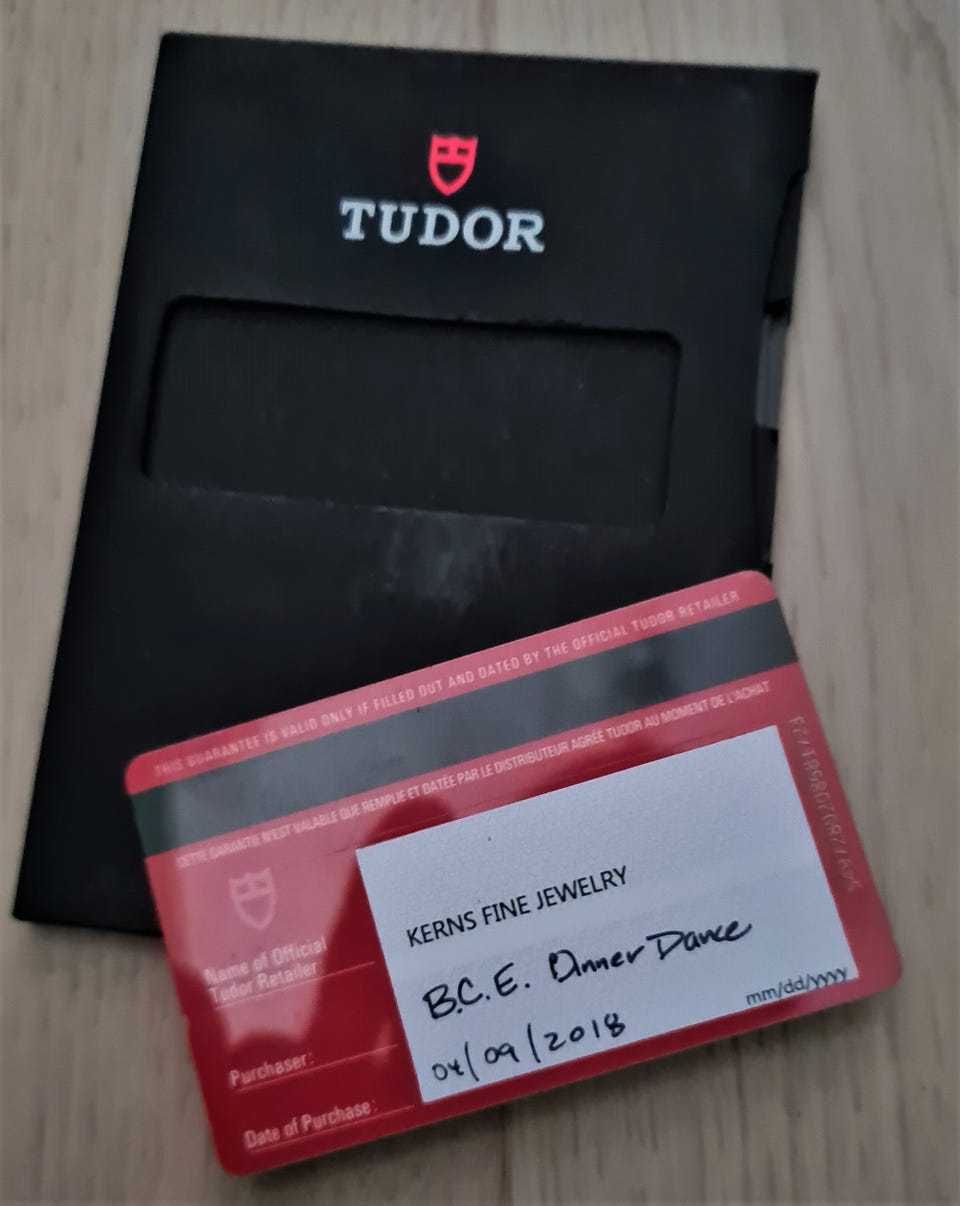 TUDOR
THIS GUARANTEE IS VALID ONLY IF FILLED OUT AND DATED BY THE OFFICIAL TUDOR RETAILER
CETTE GARANTIE N'EST VALABLE QUE REMPLIE ET DATÉE PAR LE DISTRIBUTEUR AGRÉÉ TUDOR AU MOMENT DE L'ACHAT
Name of Official
Tudor Retailer:
KERNS FINE JEWELRY
Purchaser:
B.C.E. Dinner Dance
Date of Purchase:
04/09/2018
mm/dd/yyyy